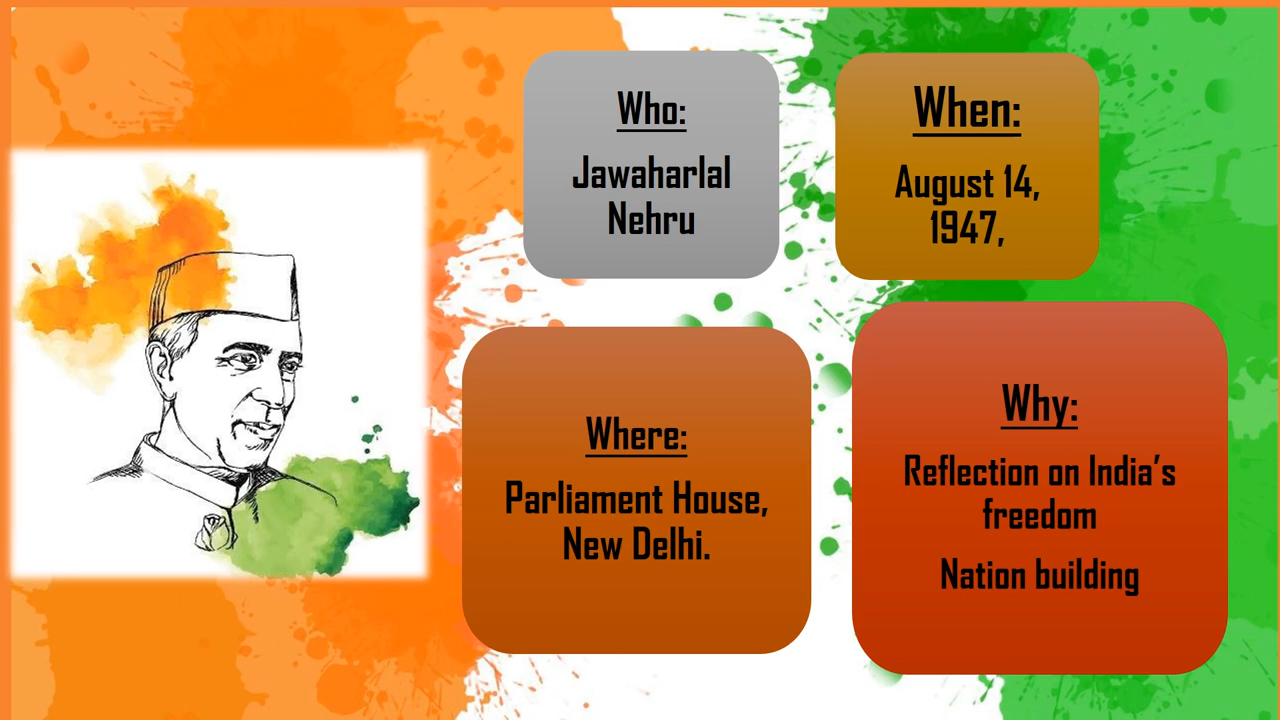 Who:
Jawaharlal
Nehru
When:
August 14,
1947,
Where:
Parliament House,
New Delhi.
Why:
Reflection on India’s
freedom
Nation building